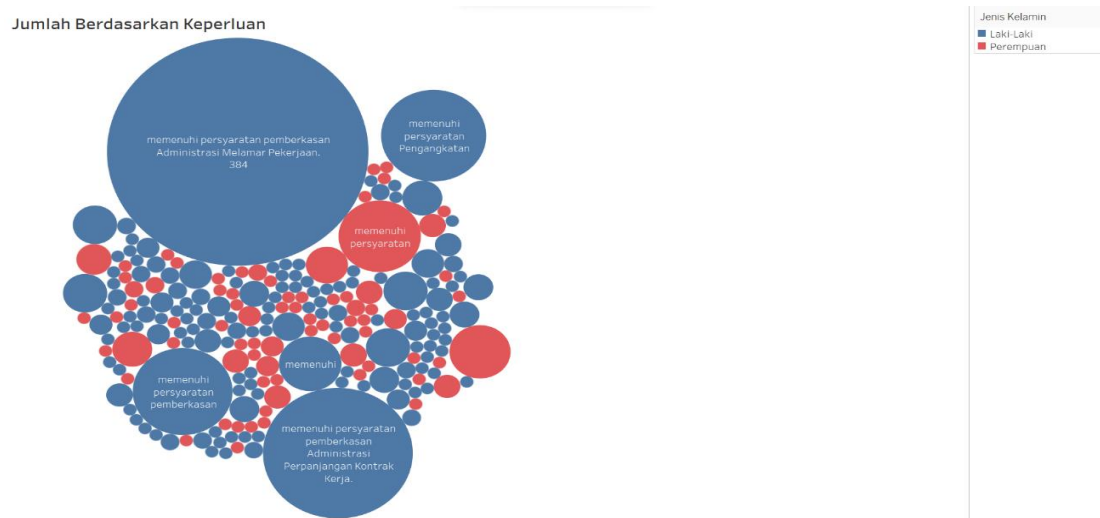 Jumlah Berdasarkan Keperluan
Jenis Kelamin
Laki-Laki
Perempuan
memenuhi persyaratan pemberkasan
Administrasi Melamar Pekerjaan.
384
memenuhi
persyaratan
Pengangkatan
memenuhi
persyaratan
memenuhi
memenuhi
persyaratan
pemberkasan
memenuhi persyaratan
pemberkasan
Administrasi
Perpanjangan Kontrak
Kerja.